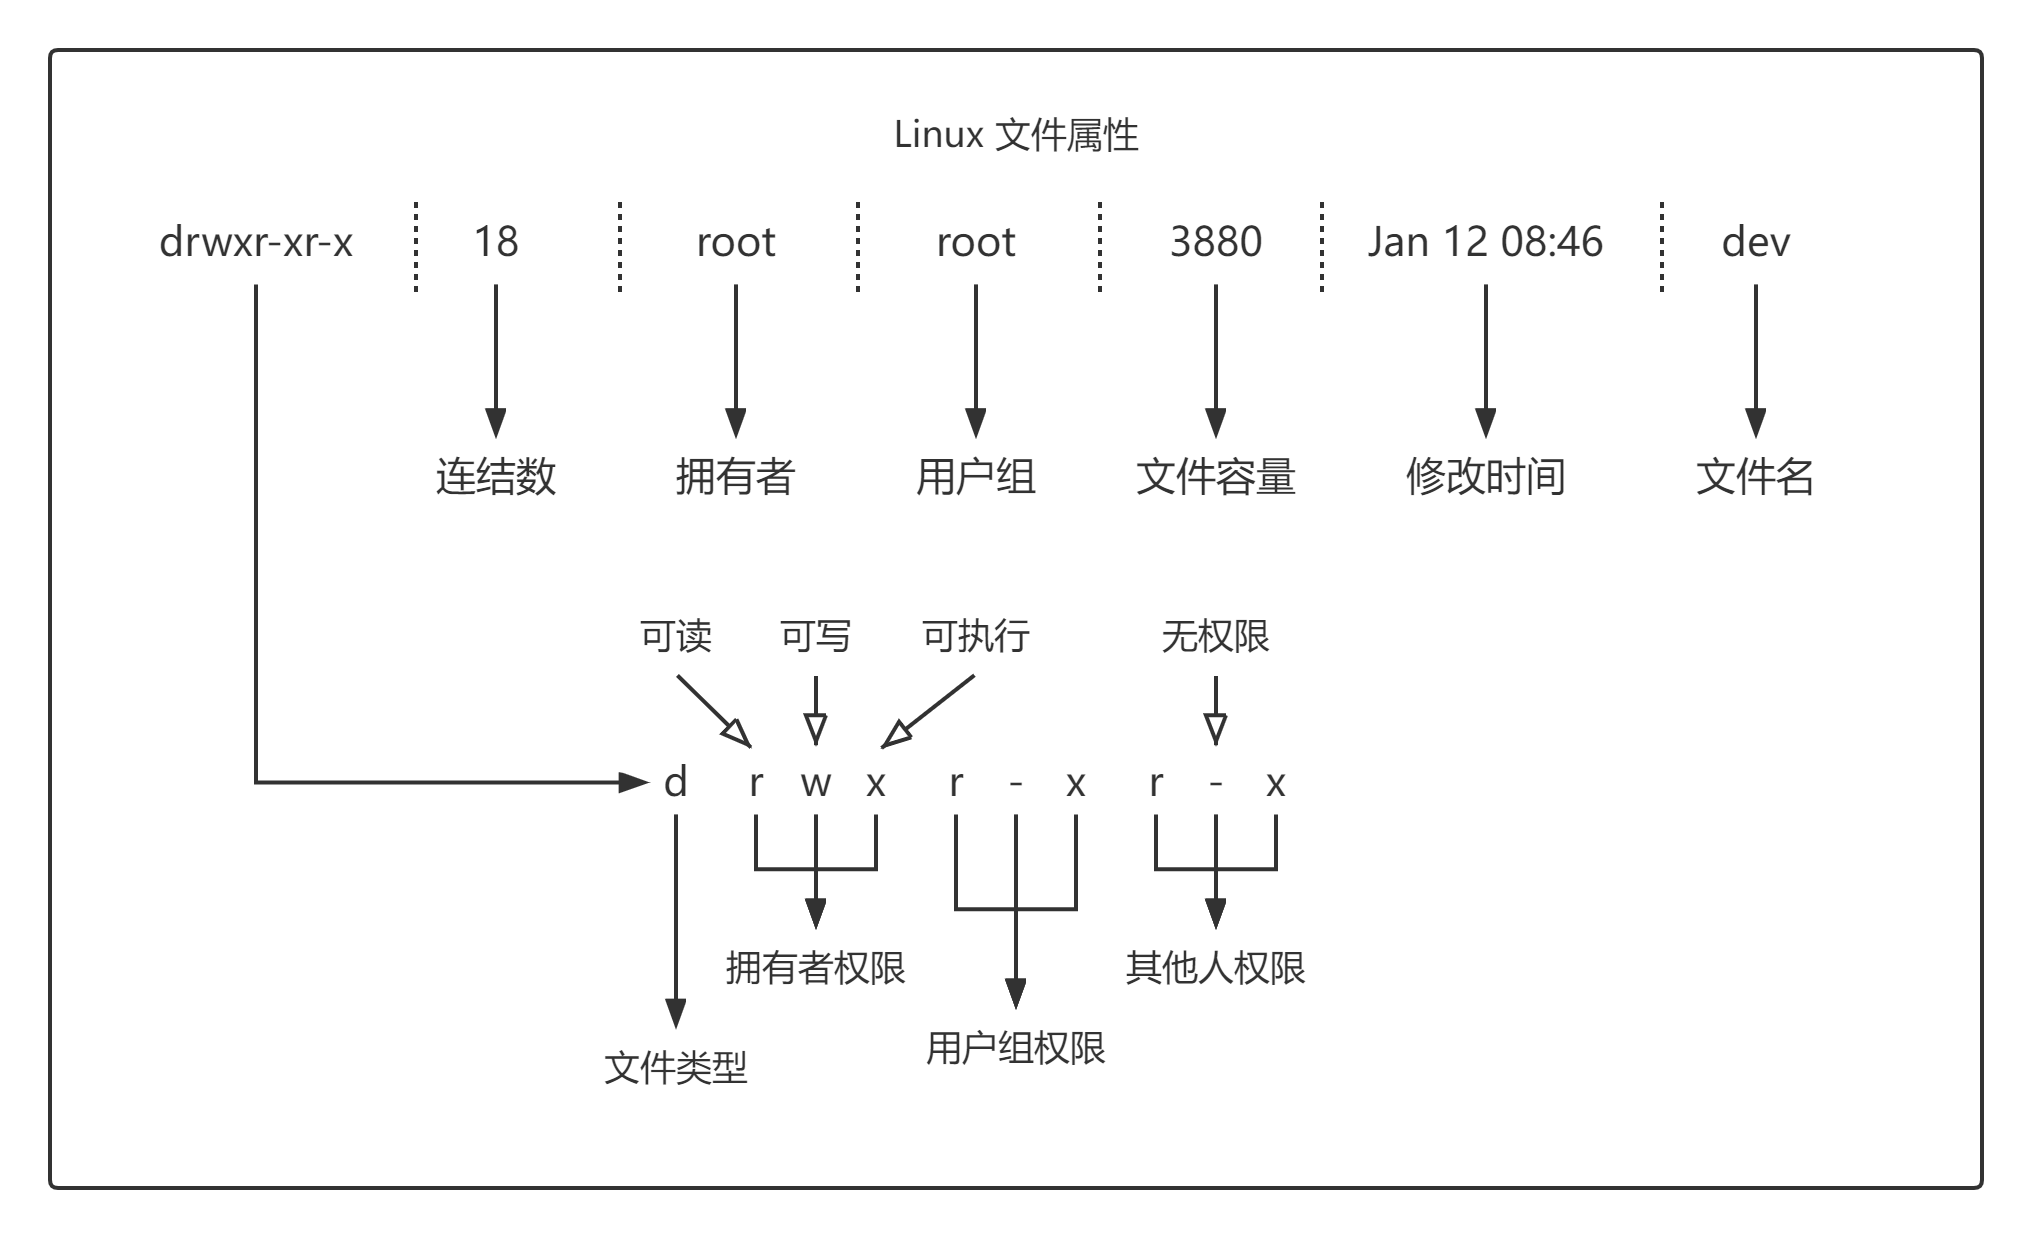 Linux 文件属性
drwxr-xr-x 18 root root 3880 Jan 12 08:46 dev
连结数 拥有者 用户组 文件容量 修改时间 文件名
可读 可写 可执行 无权限
d r w x r - x r - x
拥有者权限 其他人权限
用户组权限
文件类型